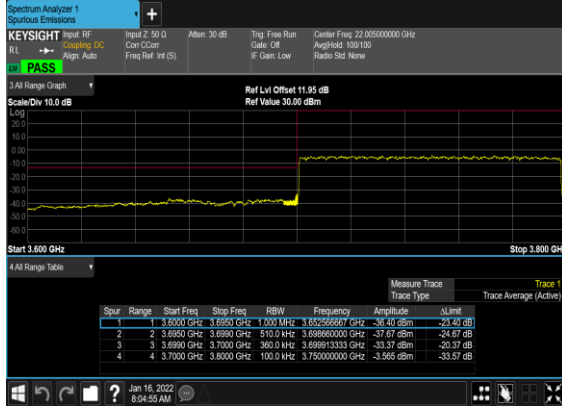 Spectrum Analyzer 1
Spurious Emissions
+
KEYSIGHT Input: RF Input Z: 50 Ω Atten: 30 dB Trig: Free Run Center Freq: 22.005000000 GHz
RL Coupling: DC Corr CCorr Gate: Off Avg|Hold: 100/100
Align: Auto Freq Ref: Int (S) IF Gain: Low Radio Std: None
PASS
3 All Range Graph Ref Lvl Offset 11.95 dB
Scale/Div 10.0 dB Ref Value 30.00 dBm
Log
20.0
10.0
0.00
-10.0
-20.0
-30.0
-40.0
-50.0
-60.0
Start 3.600 GHz Stop 3.800 GH
4 All Range Table
Measure Trace Trace 1
Trace Type Trace Average (Active)
Spur Range Start Freq Stop Freq RBW Frequency Amplitude ΔLimit
1 1 3.6000 GHz 3.6950 GHz 1.000 MHz 3.652566667 GHz -36.40 dBm -23.40 dB
2 2 3.6950 GHz 3.6990 GHz 510.0 kHz 3.698660000 GHz -37.67 dBm -24.67 dB
3 3 3.6990 GHz 3.7000 GHz 360.0 kHz 3.699913333 GHz -33.37 dBm -20.37 dB
4 4 3.7000 GHz 3.8000 GHz 100.0 kHz 3.750000000 GHz -3.565 dBm -33.57 dB
? Jan 16, 2022
8:04:55 AM